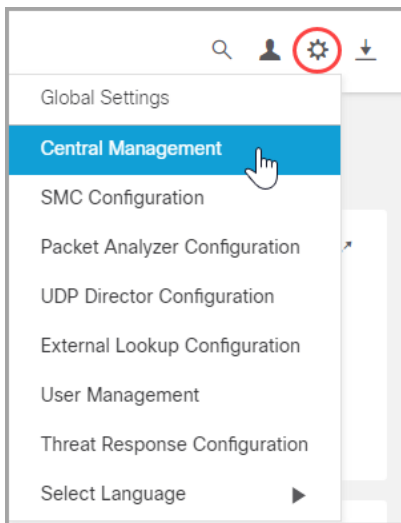 Global Settings
Central Management
SMC Configuration
Packet Analyzer Configuration
UDP Director Configuration
External Lookup Configuration
User Management
Threat Response Configuration
Select Language